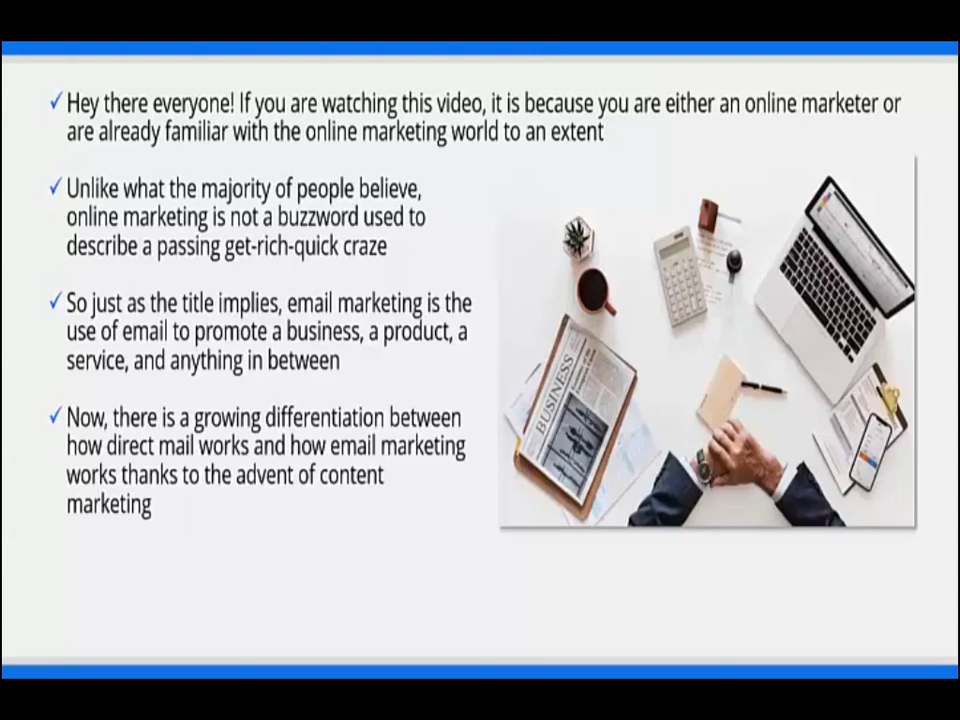 ✓ Hey there everyone! If you are watching this video, it is because you are either an online marketer or
are already familiar with the online marketing world to an extent
✓ Unlike what the majority of people believe,
online marketing is not a buzzword used to
describe a passing get-rich-quick craze
✓ So just as the title implies, email marketing is the
use of email to promote a business, a product, a
service, and anything in between
✓ Now, there is a growing differentiation between
how direct mail works and how email marketing
works thanks to the advent of content
marketing
BUSINESS